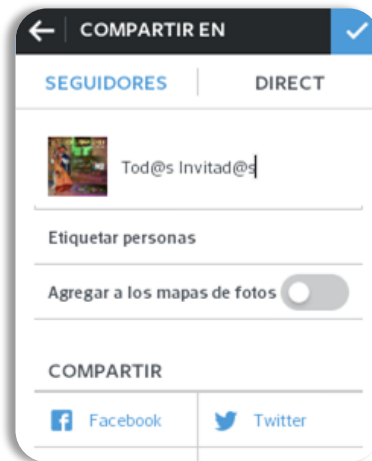 COMPARTIR EN
SEGUIDORES DIRECT
Tod@s Invitad@s
Etiquetar personas
Agregar a los mapas de fotos
COMPARTIR
Facebook Twitter